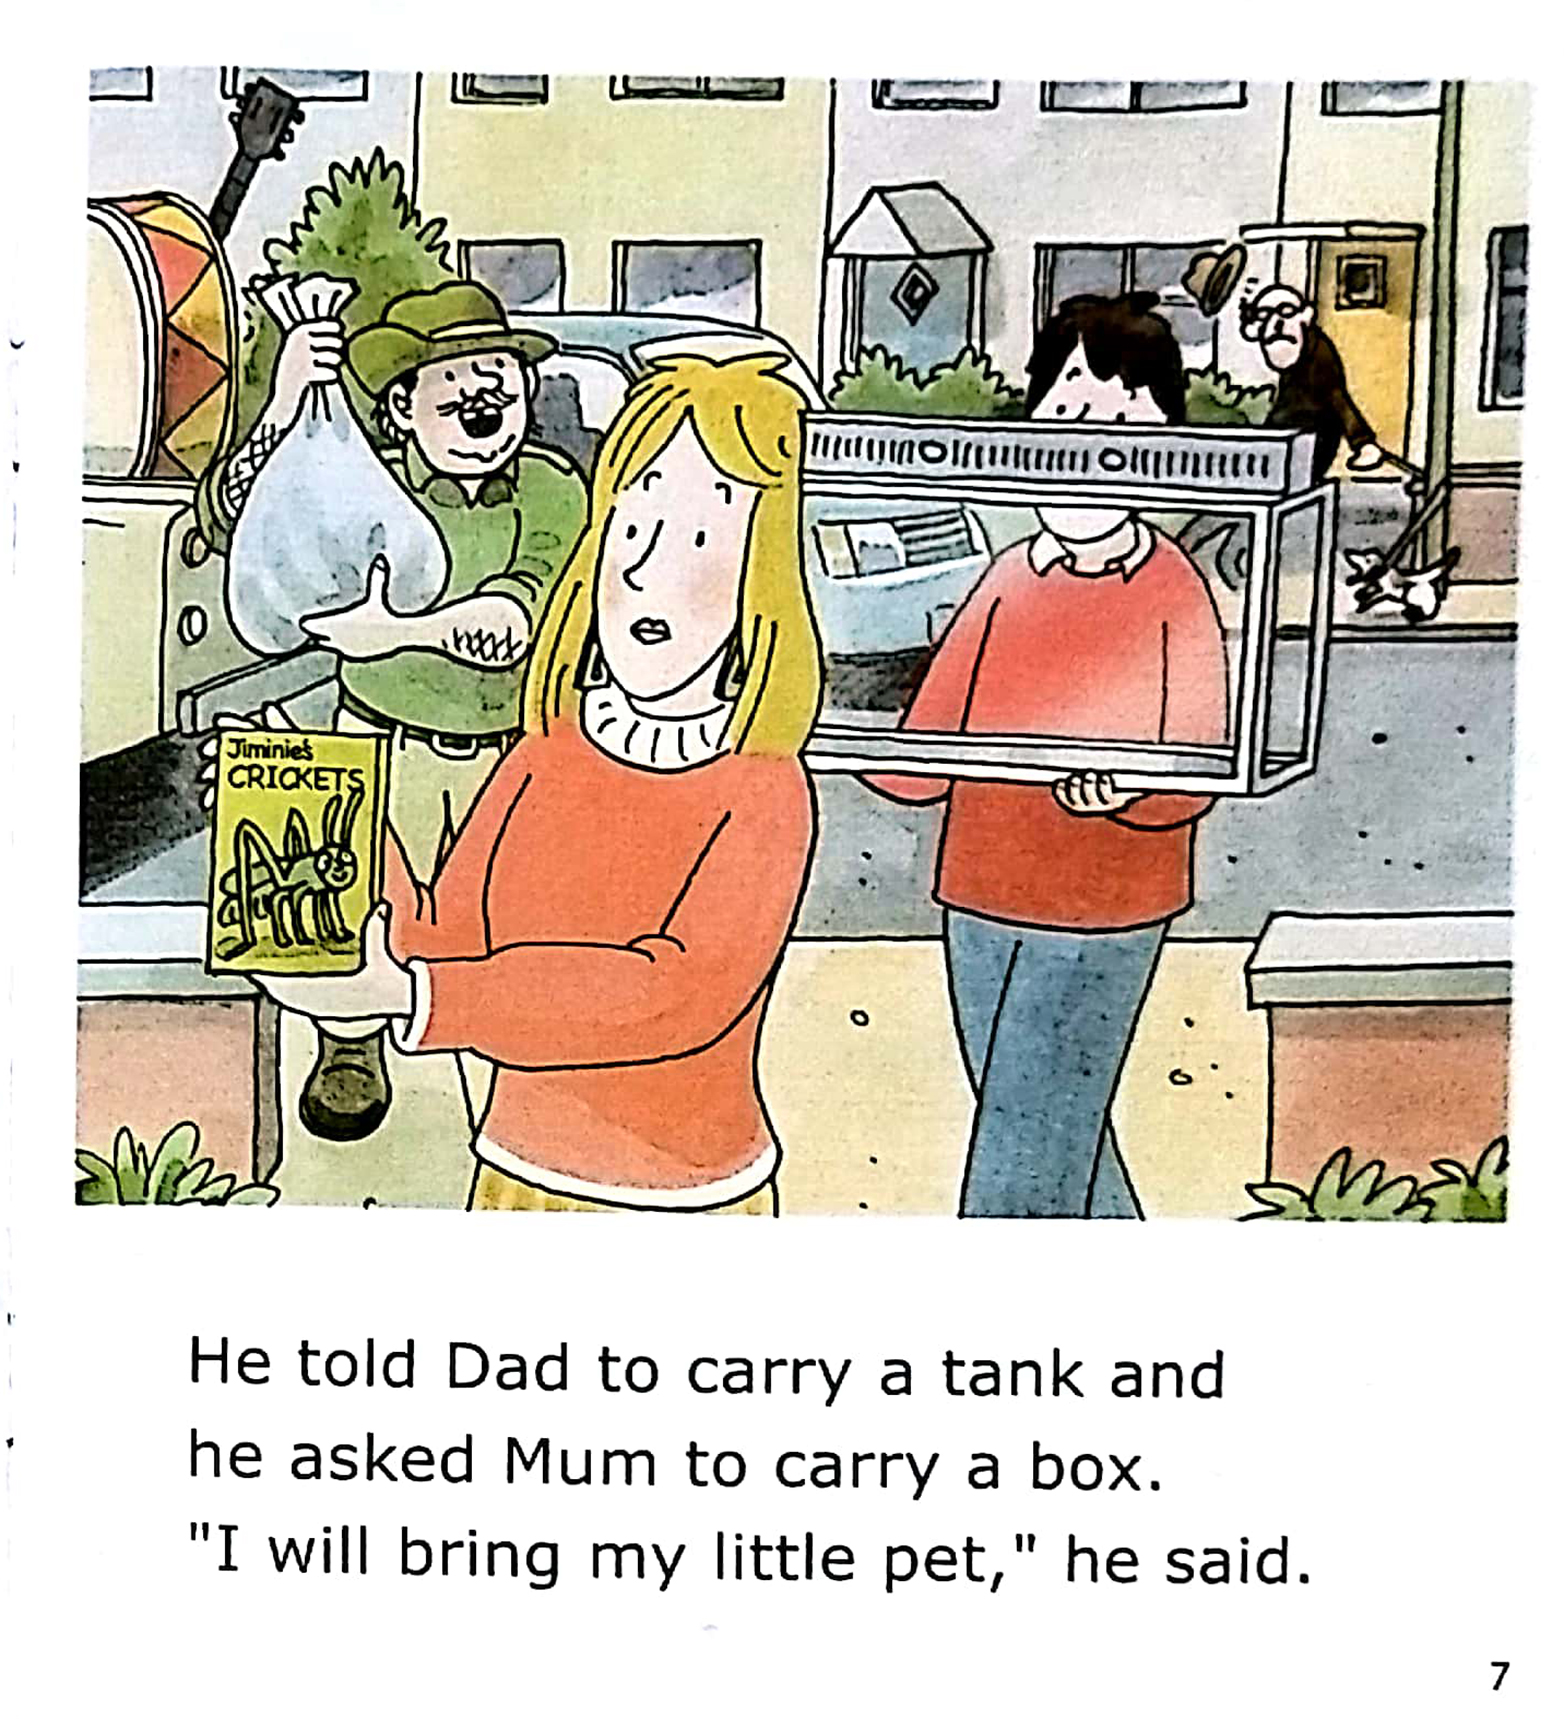 Jiminie's
CRICKETS
He told Dad to carry a tank and
he asked Mum to carry a box.
"I will bring my little pet," he said.
7